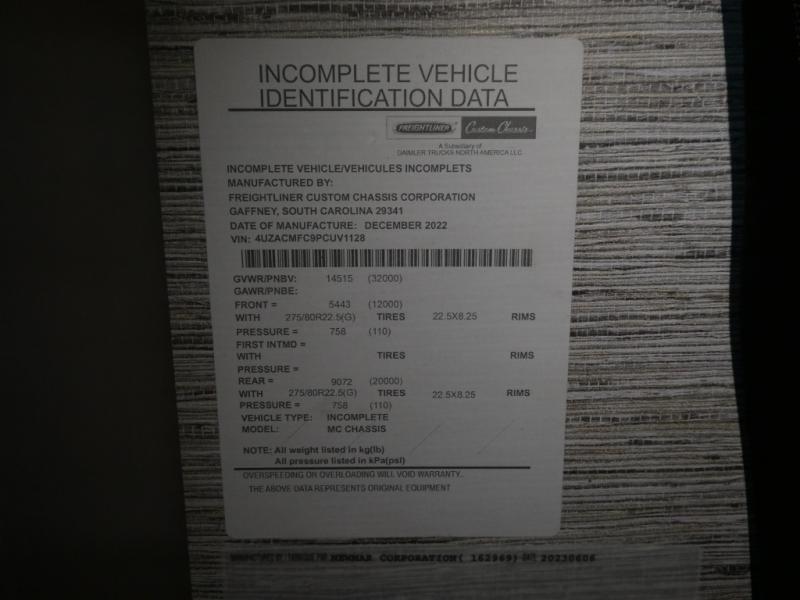 INCOMPLETE VEHICLE
IDENTIFICATION DATA
FREIGHTLINER Custom Chassis
A Subsidiary of
DAIMLER TRUCKS NORTH AMERICA LLC
INCOMPLETE VEHICLE/VEHICULES INCOMPLETS
MANUFACTURED BY:
FREIGHTLINER CUSTOM CHASSIS CORPORATION
GAFFNEY, SOUTH CAROLINA 29341
DATE OF MANUFACTURE: DECEMBER 2022
VIN: 4UZACMFC9PCUV1128
GVWR/PNBV: 14515 (32000)
GAWR/PNBE:
FRONT = 5443 (12000)
WITH 275/80R22.5(G) TIRES 22.5X8.25 RIMS
PRESSURE = 758 (110)
FIRST INTMD =
WITH TIRES RIMS
PRESSURE =
REAR = 9072 (20000)
WITH 275/80R22.5(G) TIRES 22.5X8.25 RIMS
PRESSURE = 758 (110)
VEHICLE TYPE: INCOMPLETE
MODEL: MC CHASSIS
NOTE: All weight listed in kg(lb)
All pressure listed in kPa(psi)
OVERSPEEDING OR OVERLOADING WILL VOID WARRANTY.
THE ABOVE DATA REPRESENTS ORIGINAL EQUIPMENT
NEWMAR CORPORATION( 162969) DATE 20230606